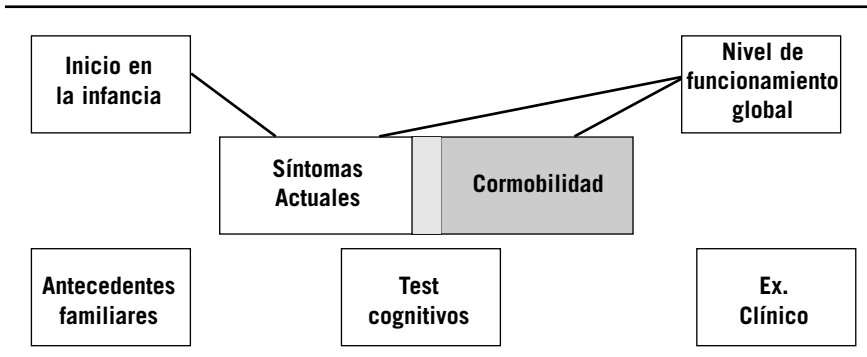 Inicio en
la infancia
Nivel de
funcionamiento
global
Síntomas
Actuales
Cormobilidad
Antecedentes
familiares
Test
cognitivos
Ex.
Clínico